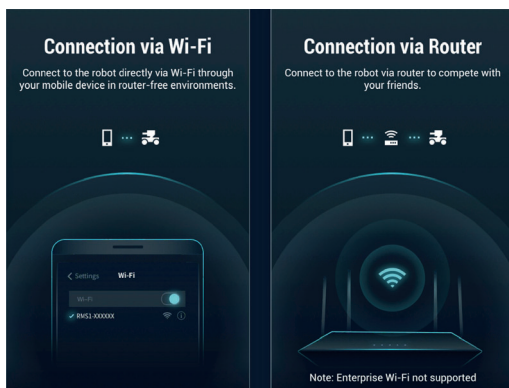 Connection via Wi-Fi
Connect to the robot directly via Wi-Fi through
your mobile device in router-free environments.
Settings Wi-Fi
Wi-Fi
RMS1-XXXXXX
Connection via Router
Connect to the robot via router to compete with
your friends.
Note: Enterprise Wi-Fi not supported